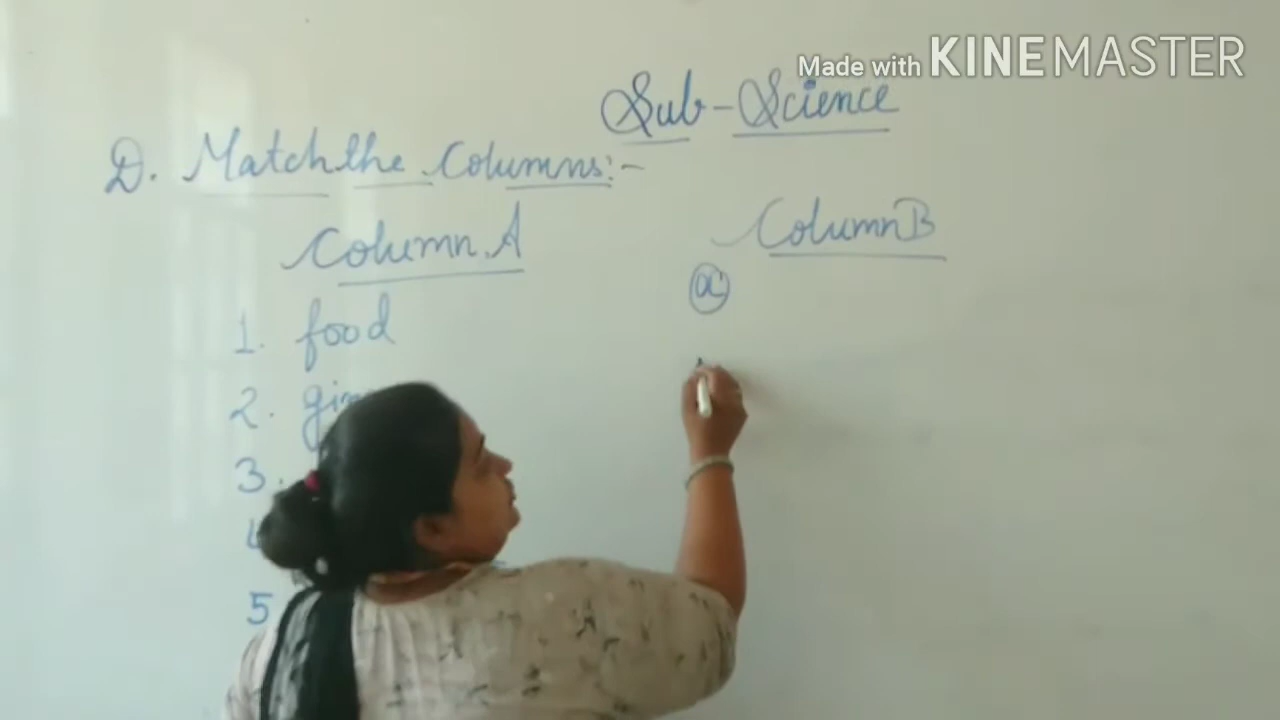 Made with KINEMASTER
Sub - Science
D. Match the Columns:-
Column A
Column B
1. food
a
2.
3.
5